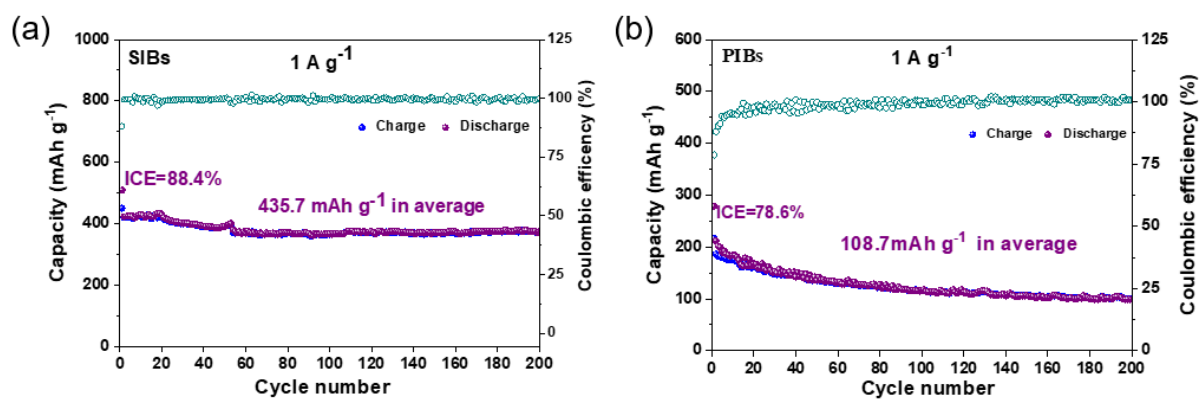 (a)
SIBs
1 A g⁻¹
Charge
Discharge
ICE=88.4%
435.7 mAh g⁻¹ in average
1000
800
600
400
200
0
Capacity (mAh g⁻¹)
0 20 40 60 80 100 120 140 160 180 200
Cycle number
125
100
75
50
25
0
Coulombic efficency (%)
(b)
PIBs
1 A g⁻¹
Charge
Discharge
ICE=78.6%
108.7mAh g⁻¹ in average
600
500
400
300
200
100
0
Capacity (mAh g⁻¹)
0 20 40 60 80 100 120 140 160 180 200
Cycle number
125
100
75
50
25
0
Coulombic efficiency (%)